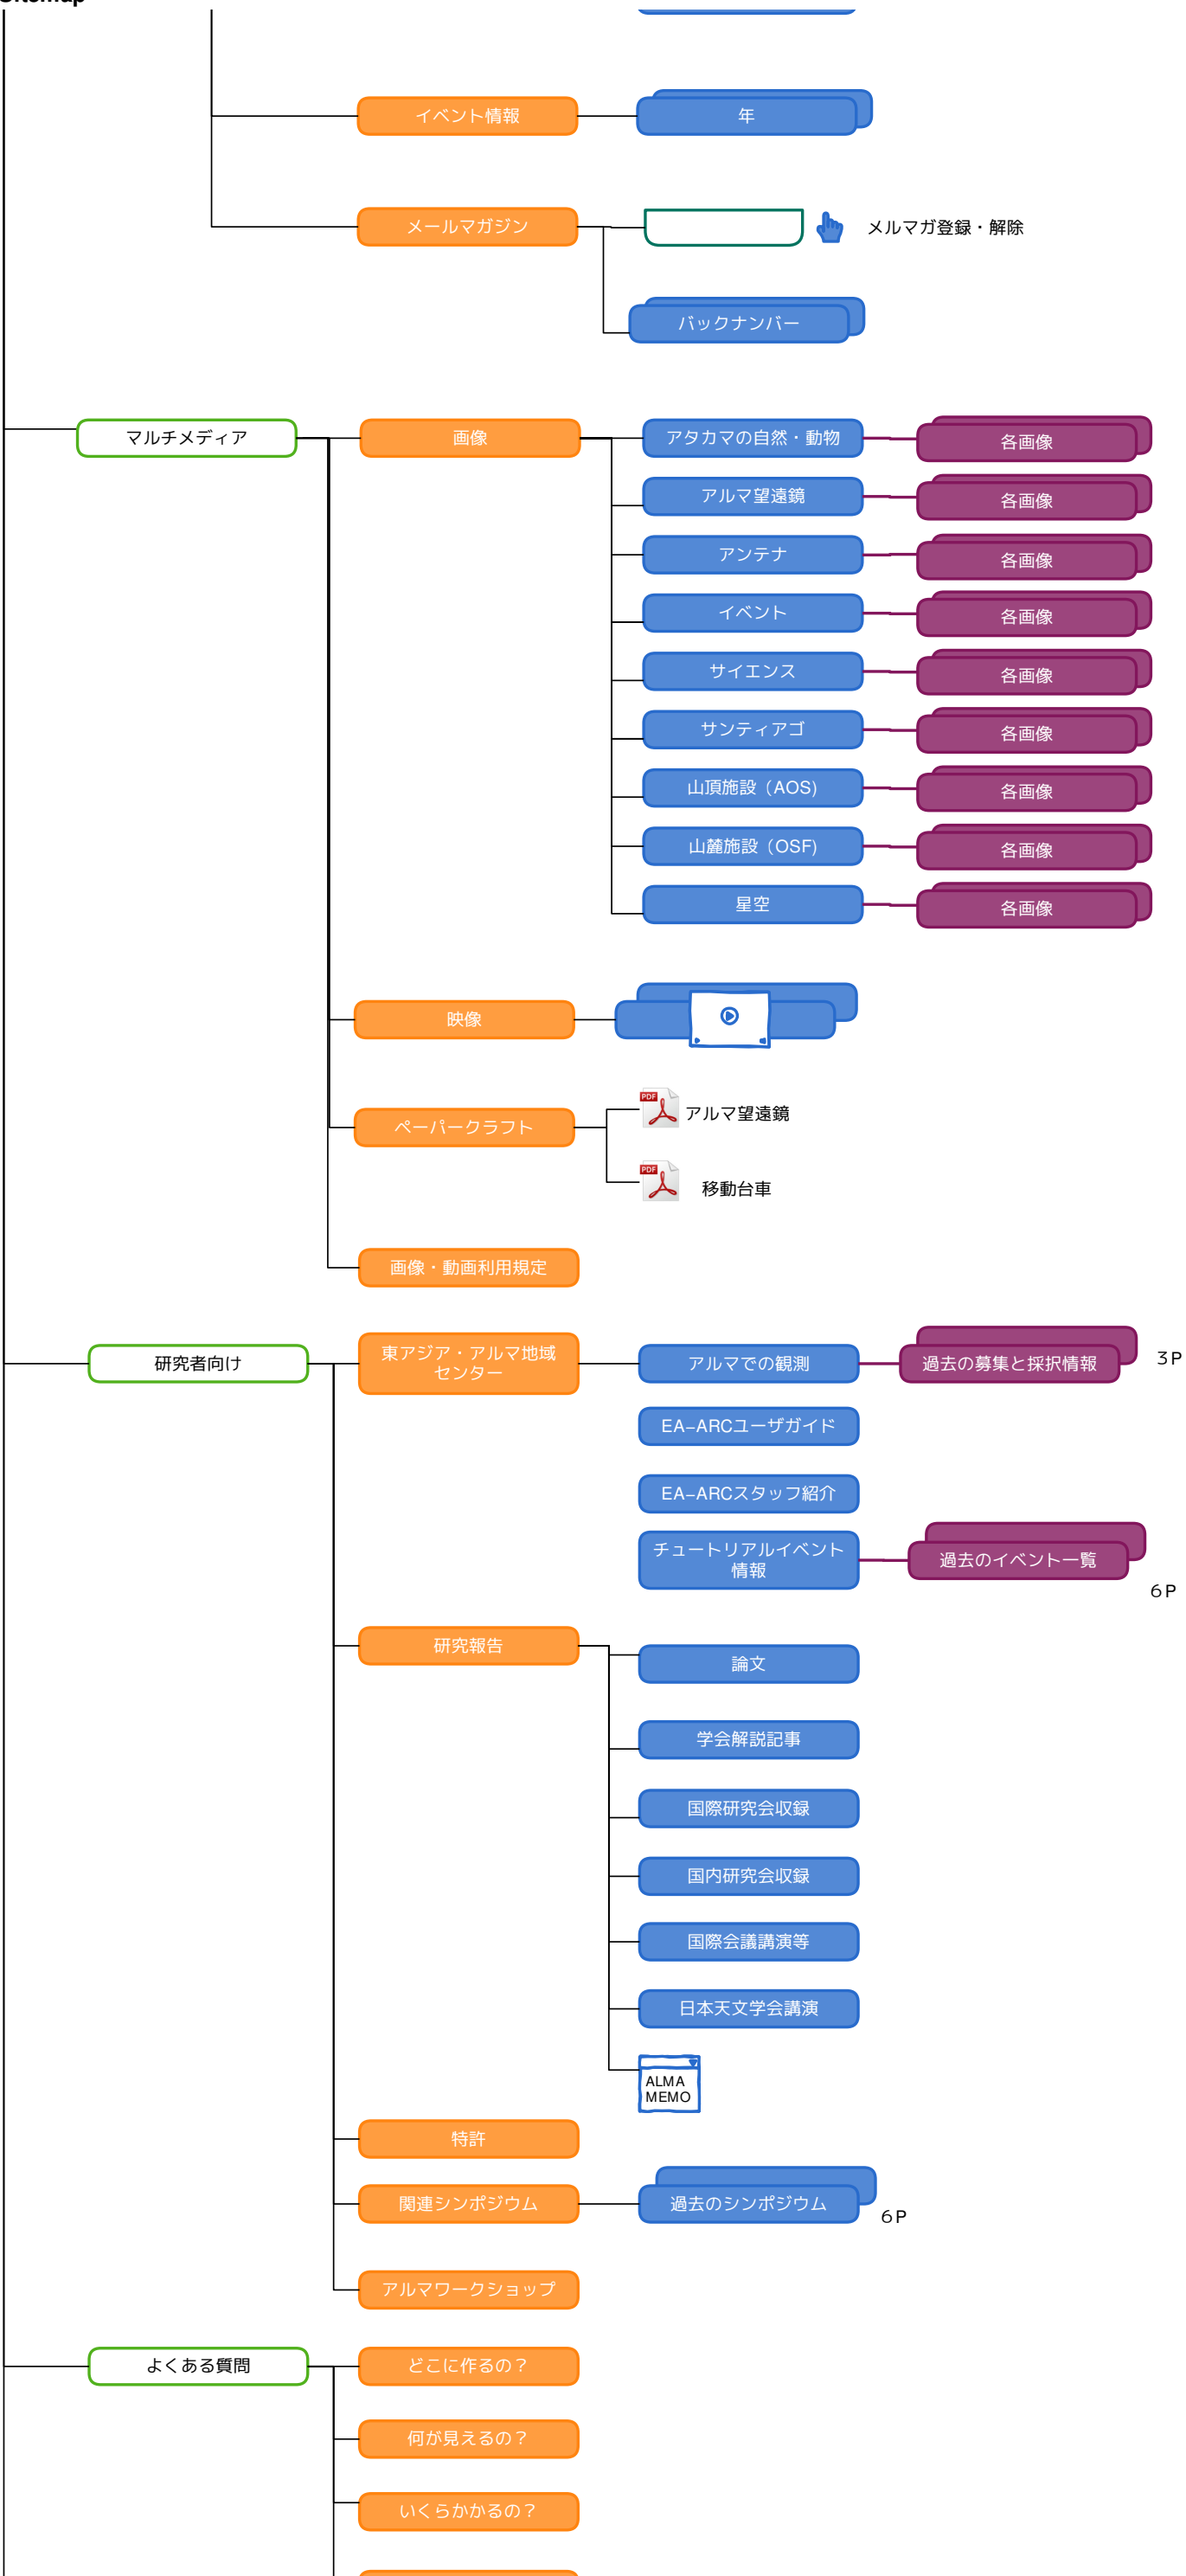 イベント情報
年
メールマガジン
メルマガ登録・解除
バックナンバー
マルチメディア
画像
アタカマの自然・動物
各画像
アルマ望遠鏡
各画像
アンテナ
各画像
イベント
各画像
サイエンス
各画像
サンティアゴ
各画像
山頂施設（AOS)
各画像
山麓施設（OSF)
各画像
星空
各画像
映像
ペーパークラフト
PDF
アルマ望遠鏡
PDF
移動台車
画像・動画利用規定
研究者向け
東アジア・アルマ地域
センター
アルマでの観測
過去の募集と採択情報
３P
EA–ARCユーザガイド
EA–ARCスタッフ紹介
チュートリアルイベント
情報
過去のイベント一覧
６P
研究報告
論文
学会解説記事
国際研究会収録
国内研究会収録
国際会議講演等
日本天文学会講演
ALMA
MEMO
特許
関連シンポジウム
過去のシンポジウム
６P
アルマワークショップ
よくある質問
どこに作るの？
何が見えるの？
いくらかかるの？